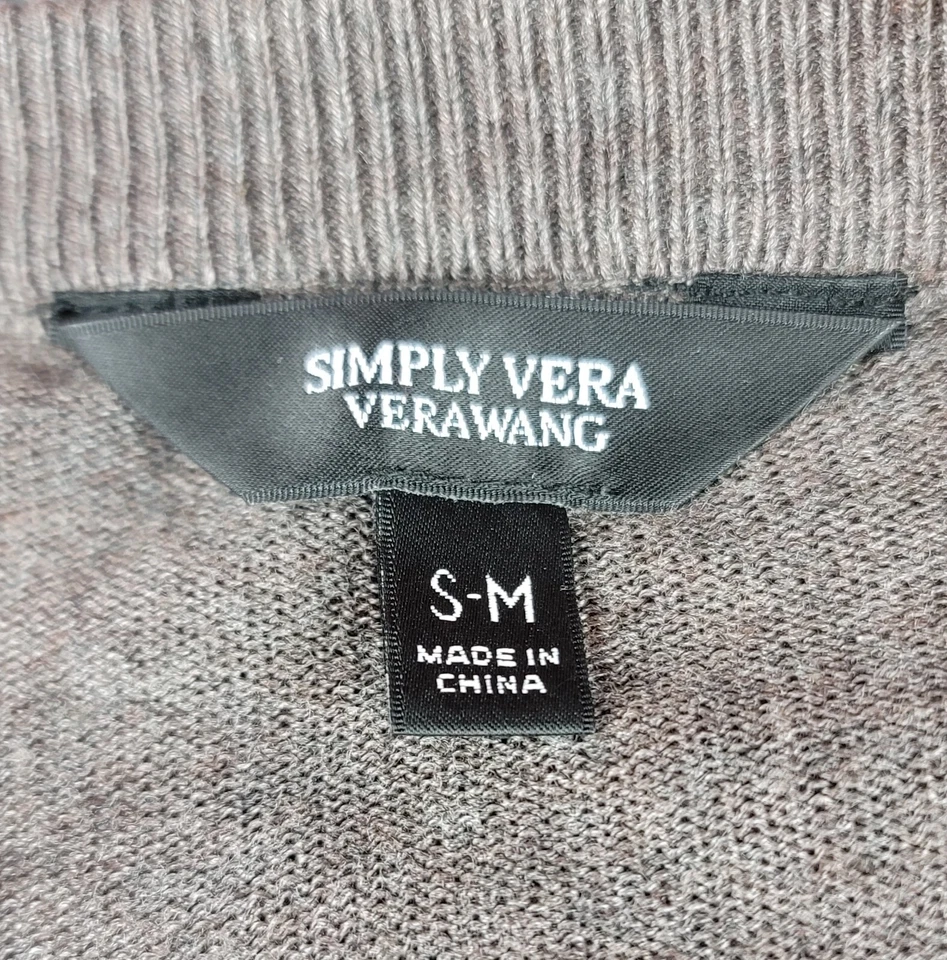 SIMPLY VERA
VERAWANG
S-M
MADE IN
CHINA